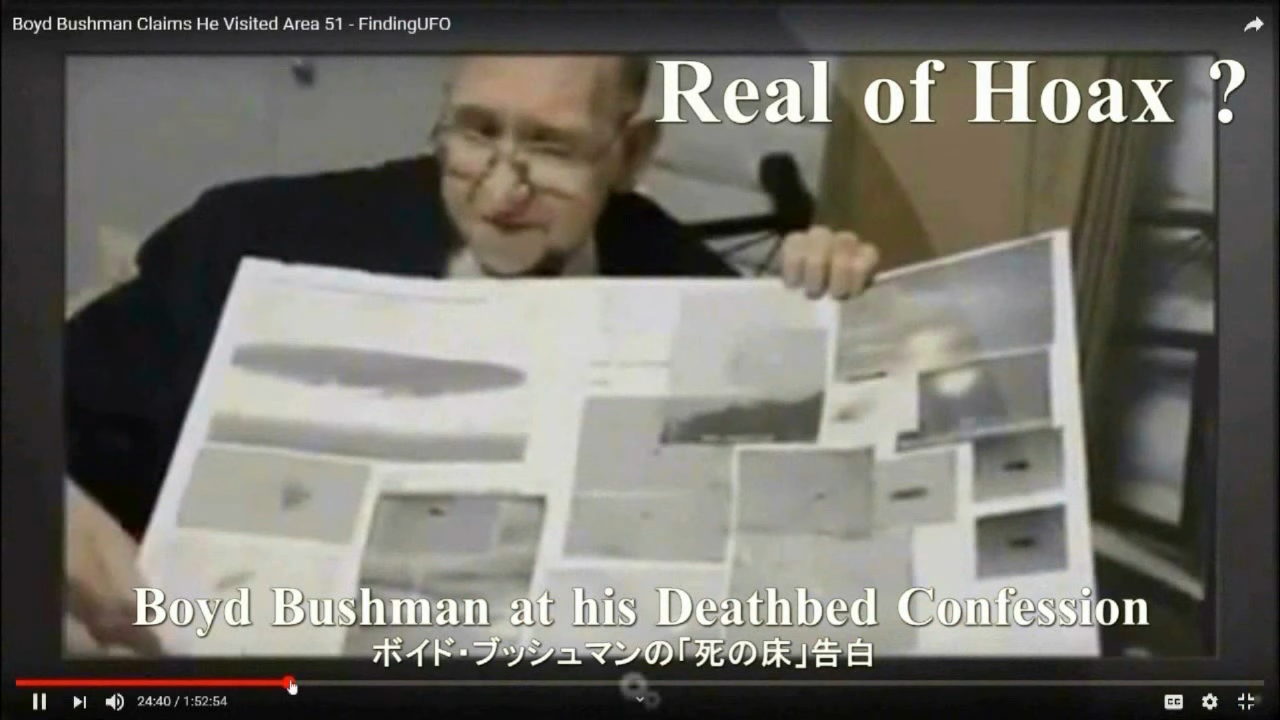 Boyd Bushman Claims He Visited Area 51 - FindingUFO
Real of Hoax ?
Boyd Bushman at his Deathbed Confession
ボイド・ブッシュマンの「死の床」告白
24:40 / 1:52:54
CC